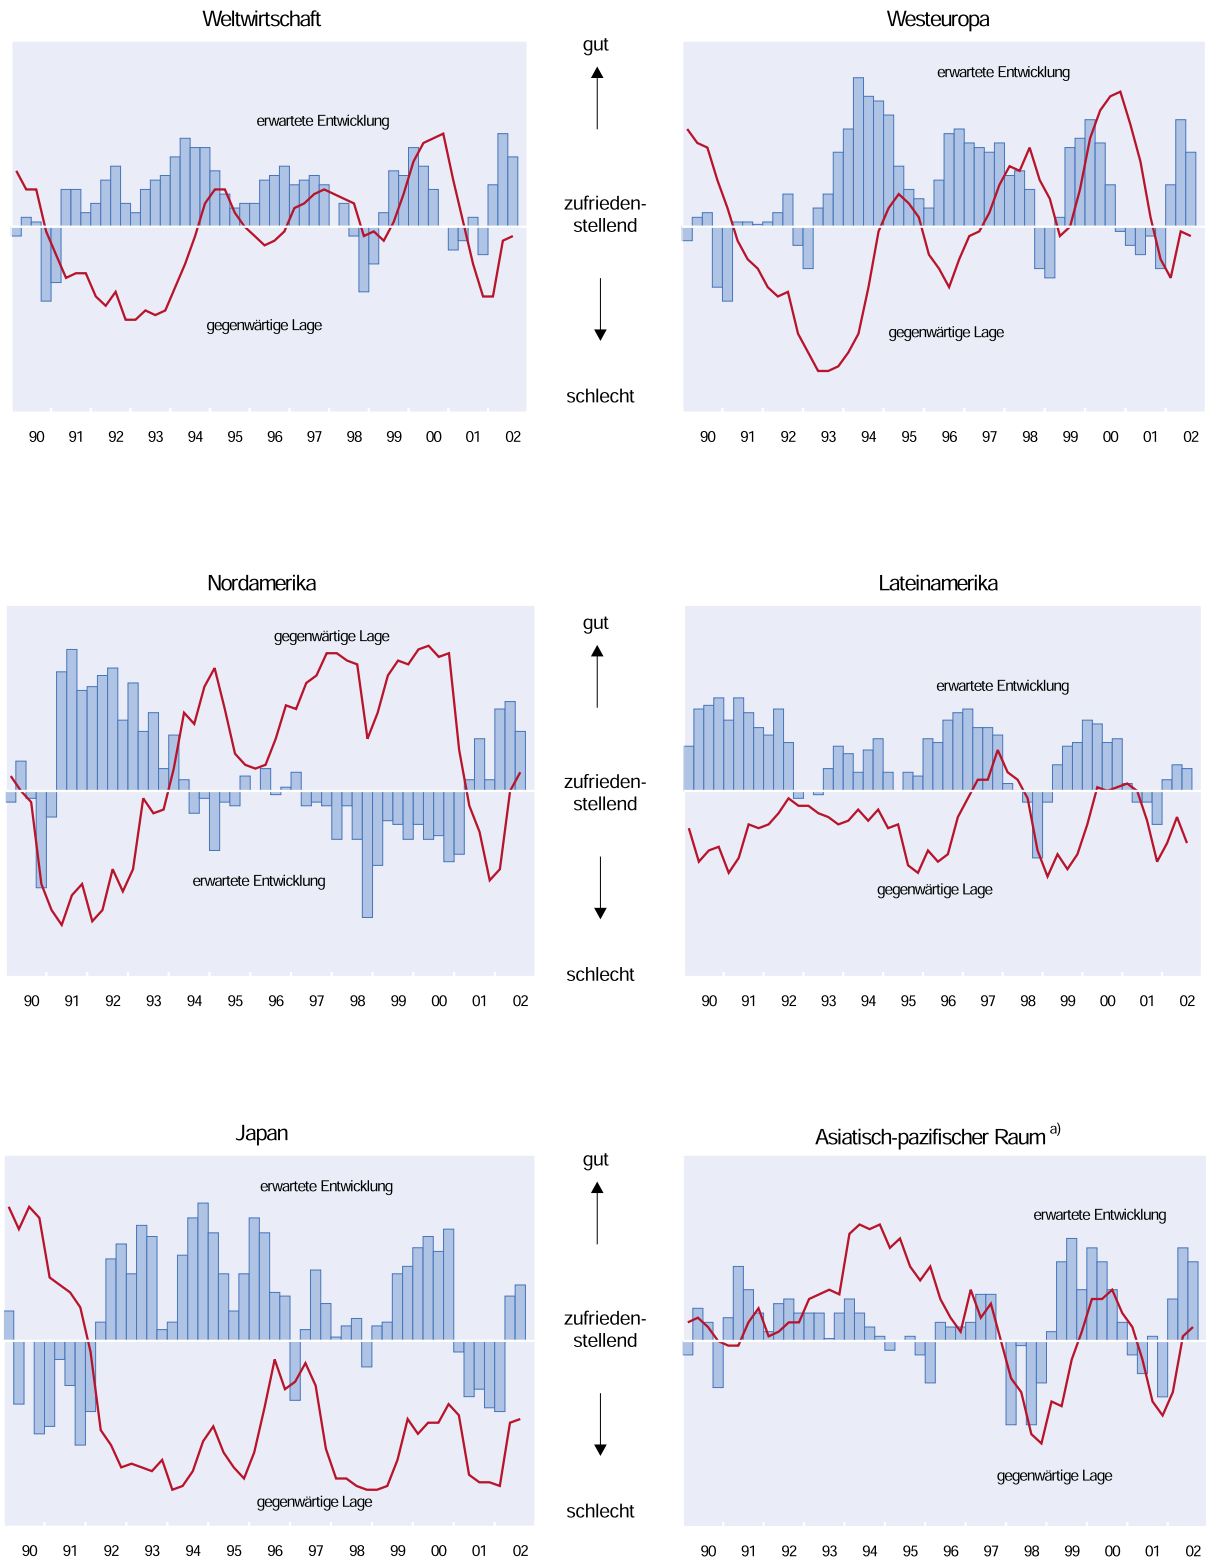 Weltwirtschaft
Westeuropa
gut
erwartete Entwicklung
erwartete Entwicklung
zufrieden-
stellend
gegenwärtige Lage
gegenwärtige Lage
schlecht
90 91 92 93 94 95 96 97 98 99 00 01 02
90 91 92 93 94 95 96 97 98 99 00 01 02
Nordamerika
Lateinamerika
gut
gegenwärtige Lage
erwartete Entwicklung
zufrieden-
stellend
erwartete Entwicklung
gegenwärtige Lage
schlecht
90 91 92 93 94 95 96 97 98 99 00 01 02
90 91 92 93 94 95 96 97 98 99 00 01 02
Japan
Asiatisch-pazifischer Raum a)
gut
erwartete Entwicklung
erwartete Entwicklung
zufrieden-
stellend
gegenwärtige Lage
gegenwärtige Lage
schlecht
90 91 92 93 94 95 96 97 98 99 00 01 02
90 91 92 93 94 95 96 97 98 99 00 01 02